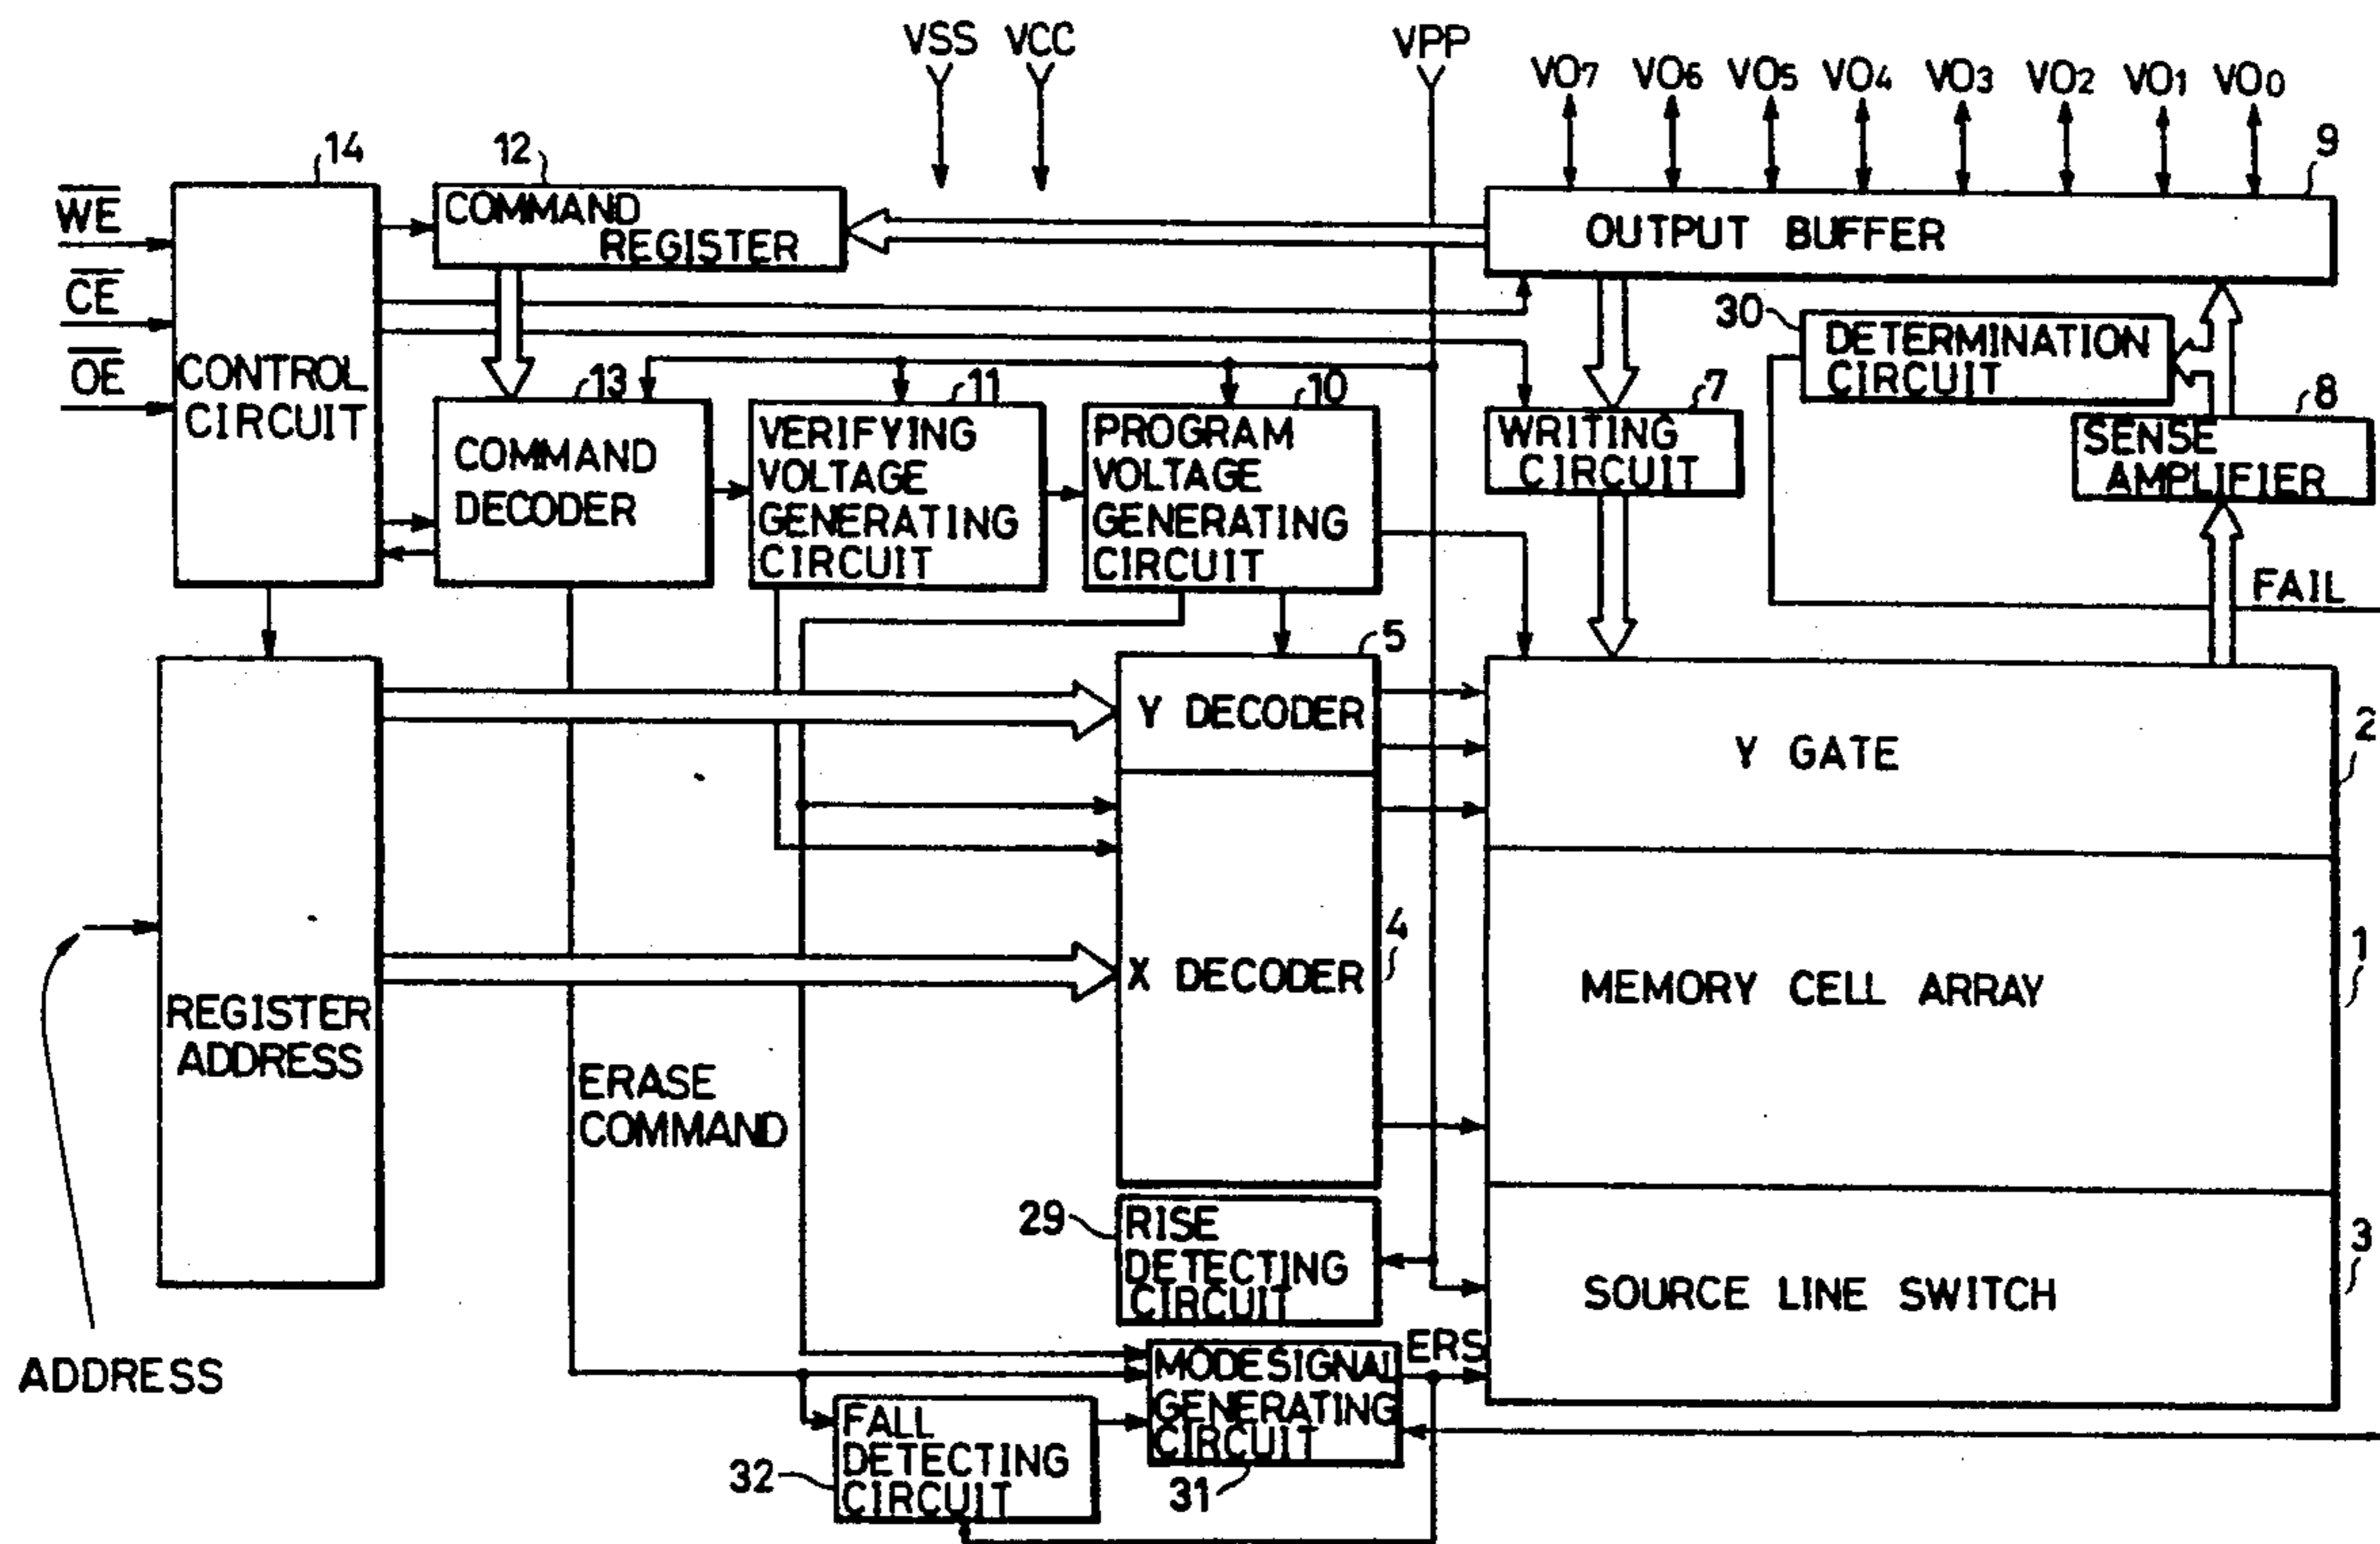 VSS VCC VPP
VO7 VO6 VO5 VO4 VO3 VO2 VO1 VO0
14
12
9
WE
CE
OE
CONTROL
CIRCUIT
COMMAND
REGISTER
OUTPUT BUFFER
30
DETERMINATION
CIRCUIT
13
11
10
7
8
COMMAND
DECODER
VERIFYING
VOLTAGE
GENERATING
CIRCUIT
PROGRAM
VOLTAGE
GENERATING
CIRCUIT
WRITING
CIRCUIT
SENSE
AMPLIFIER
FAIL
5
Y DECODER
Y GATE
2
4
X DECODER
MEMORY CELL ARRAY
1
REGISTER
ADDRESS
ERASE
COMMAND
29
RISE
DETECTING
CIRCUIT
SOURCE LINE SWITCH
3
ADDRESS
ERS
MODESIGNAL
GENERATING
CIRCUIT
31
FALL
DETECTING
CIRCUIT
32